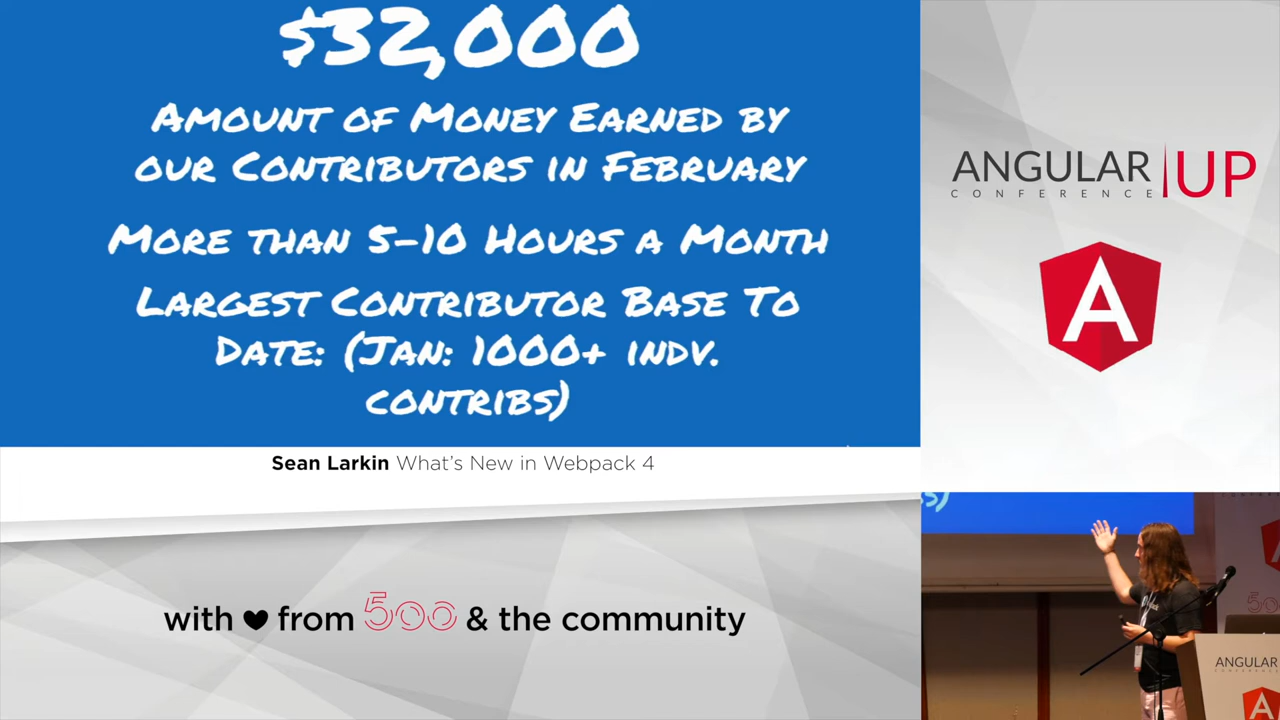 $32,000
Amount of Money Earned by
our Contributors in February
More than 5-10 Hours a Month
Largest Contributor Base To
Date: (Jan: 1000+ indv.
contribs)
Sean Larkin What's New in Webpack 4
with from 500 & the community
ANGULAR UP
CONFERENCE
A
s)
ANGULAR
CONFERENCE
A